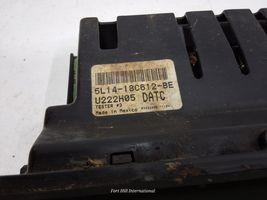 5L14-18C612-BE
U222H05 DATC
TESTER #3
Made in Mexico
Fort Hill International